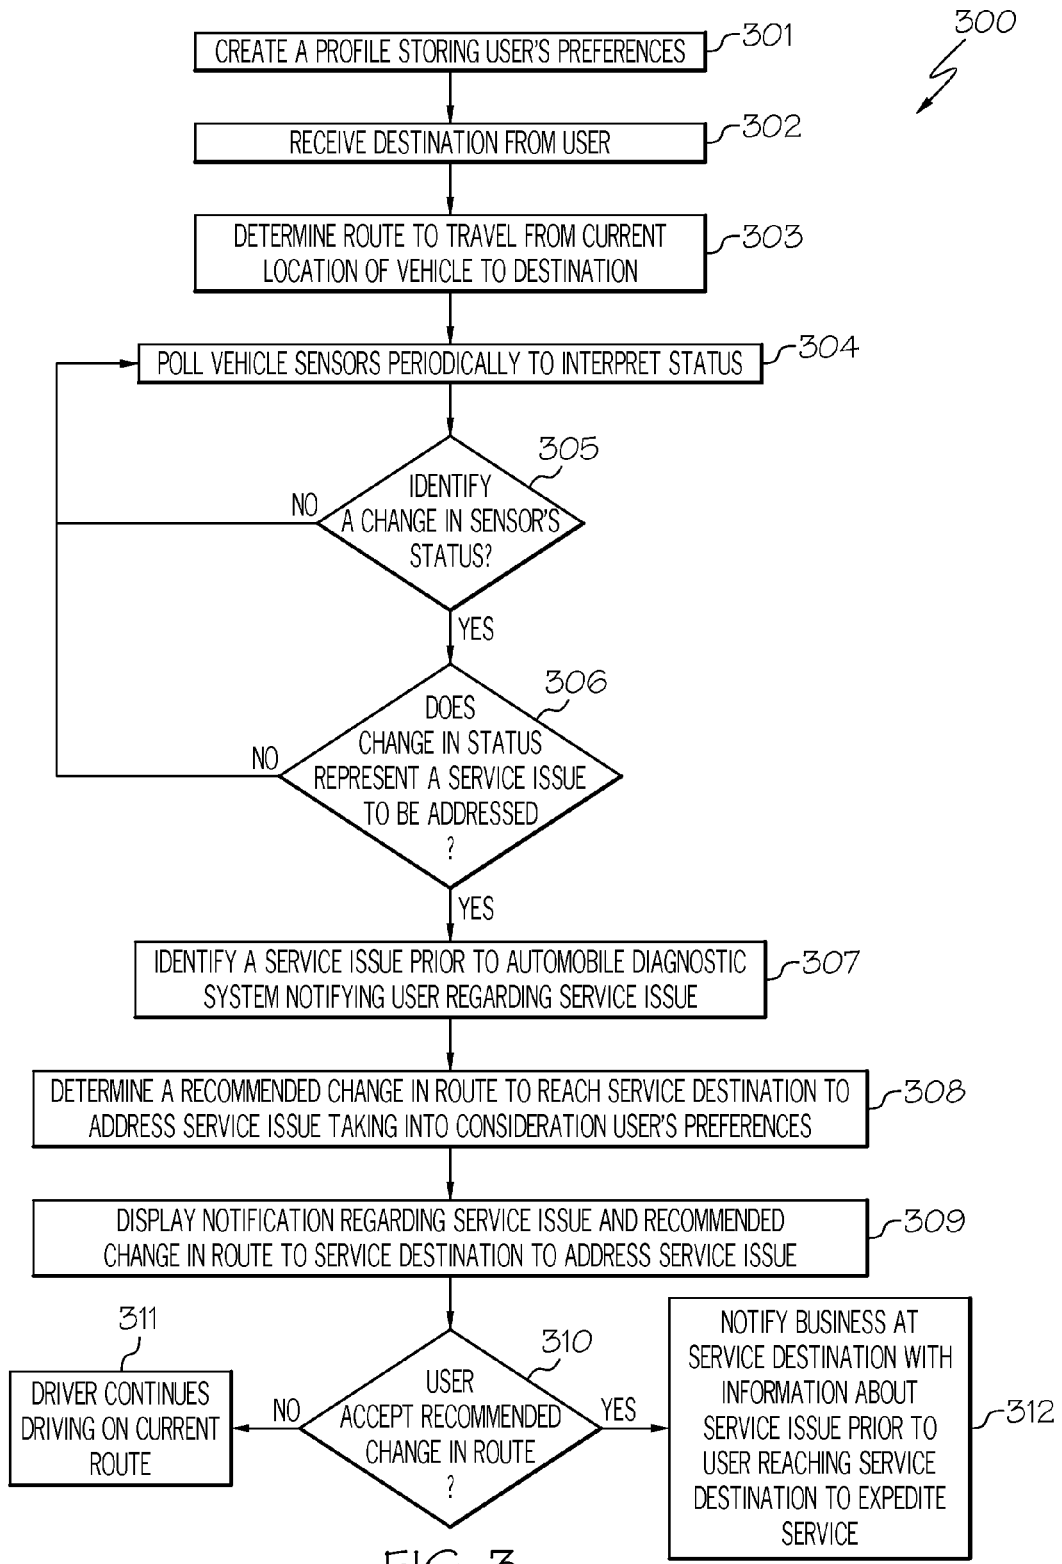 300
CREATE A PROFILE STORING USER'S PREFERENCES
301
RECEIVE DESTINATION FROM USER
302
DETERMINE ROUTE TO TRAVEL FROM CURRENT
LOCATION OF VEHICLE TO DESTINATION
303
POLL VEHICLE SENSORS PERIODICALLY TO INTERPRET STATUS
304
305
IDENTIFY
A CHANGE IN SENSOR'S
STATUS?
NO
YES
306
DOES
CHANGE IN STATUS
REPRESENT A SERVICE ISSUE
TO BE ADDRESSED
?
NO
YES
IDENTIFY A SERVICE ISSUE PRIOR TO AUTOMOBILE DIAGNOSTIC
SYSTEM NOTIFYING USER REGARDING SERVICE ISSUE
307
DETERMINE A RECOMMENDED CHANGE IN ROUTE TO REACH SERVICE DESTINATION TO
ADDRESS SERVICE ISSUE TAKING INTO CONSIDERATION USER'S PREFERENCES
308
DISPLAY NOTIFICATION REGARDING SERVICE ISSUE AND RECOMMENDED
CHANGE IN ROUTE TO SERVICE DESTINATION TO ADDRESS SERVICE ISSUE
309
310
USER
ACCEPT RECOMMENDED
CHANGE IN ROUTE
?
NO
YES
311
DRIVER CONTINUES
DRIVING ON CURRENT
ROUTE
NOTIFY BUSINESS AT
SERVICE DESTINATION WITH
INFORMATION ABOUT
SERVICE ISSUE PRIOR TO
USER REACHING SERVICE
DESTINATION TO EXPEDITE
SERVICE
312
FIG. 3